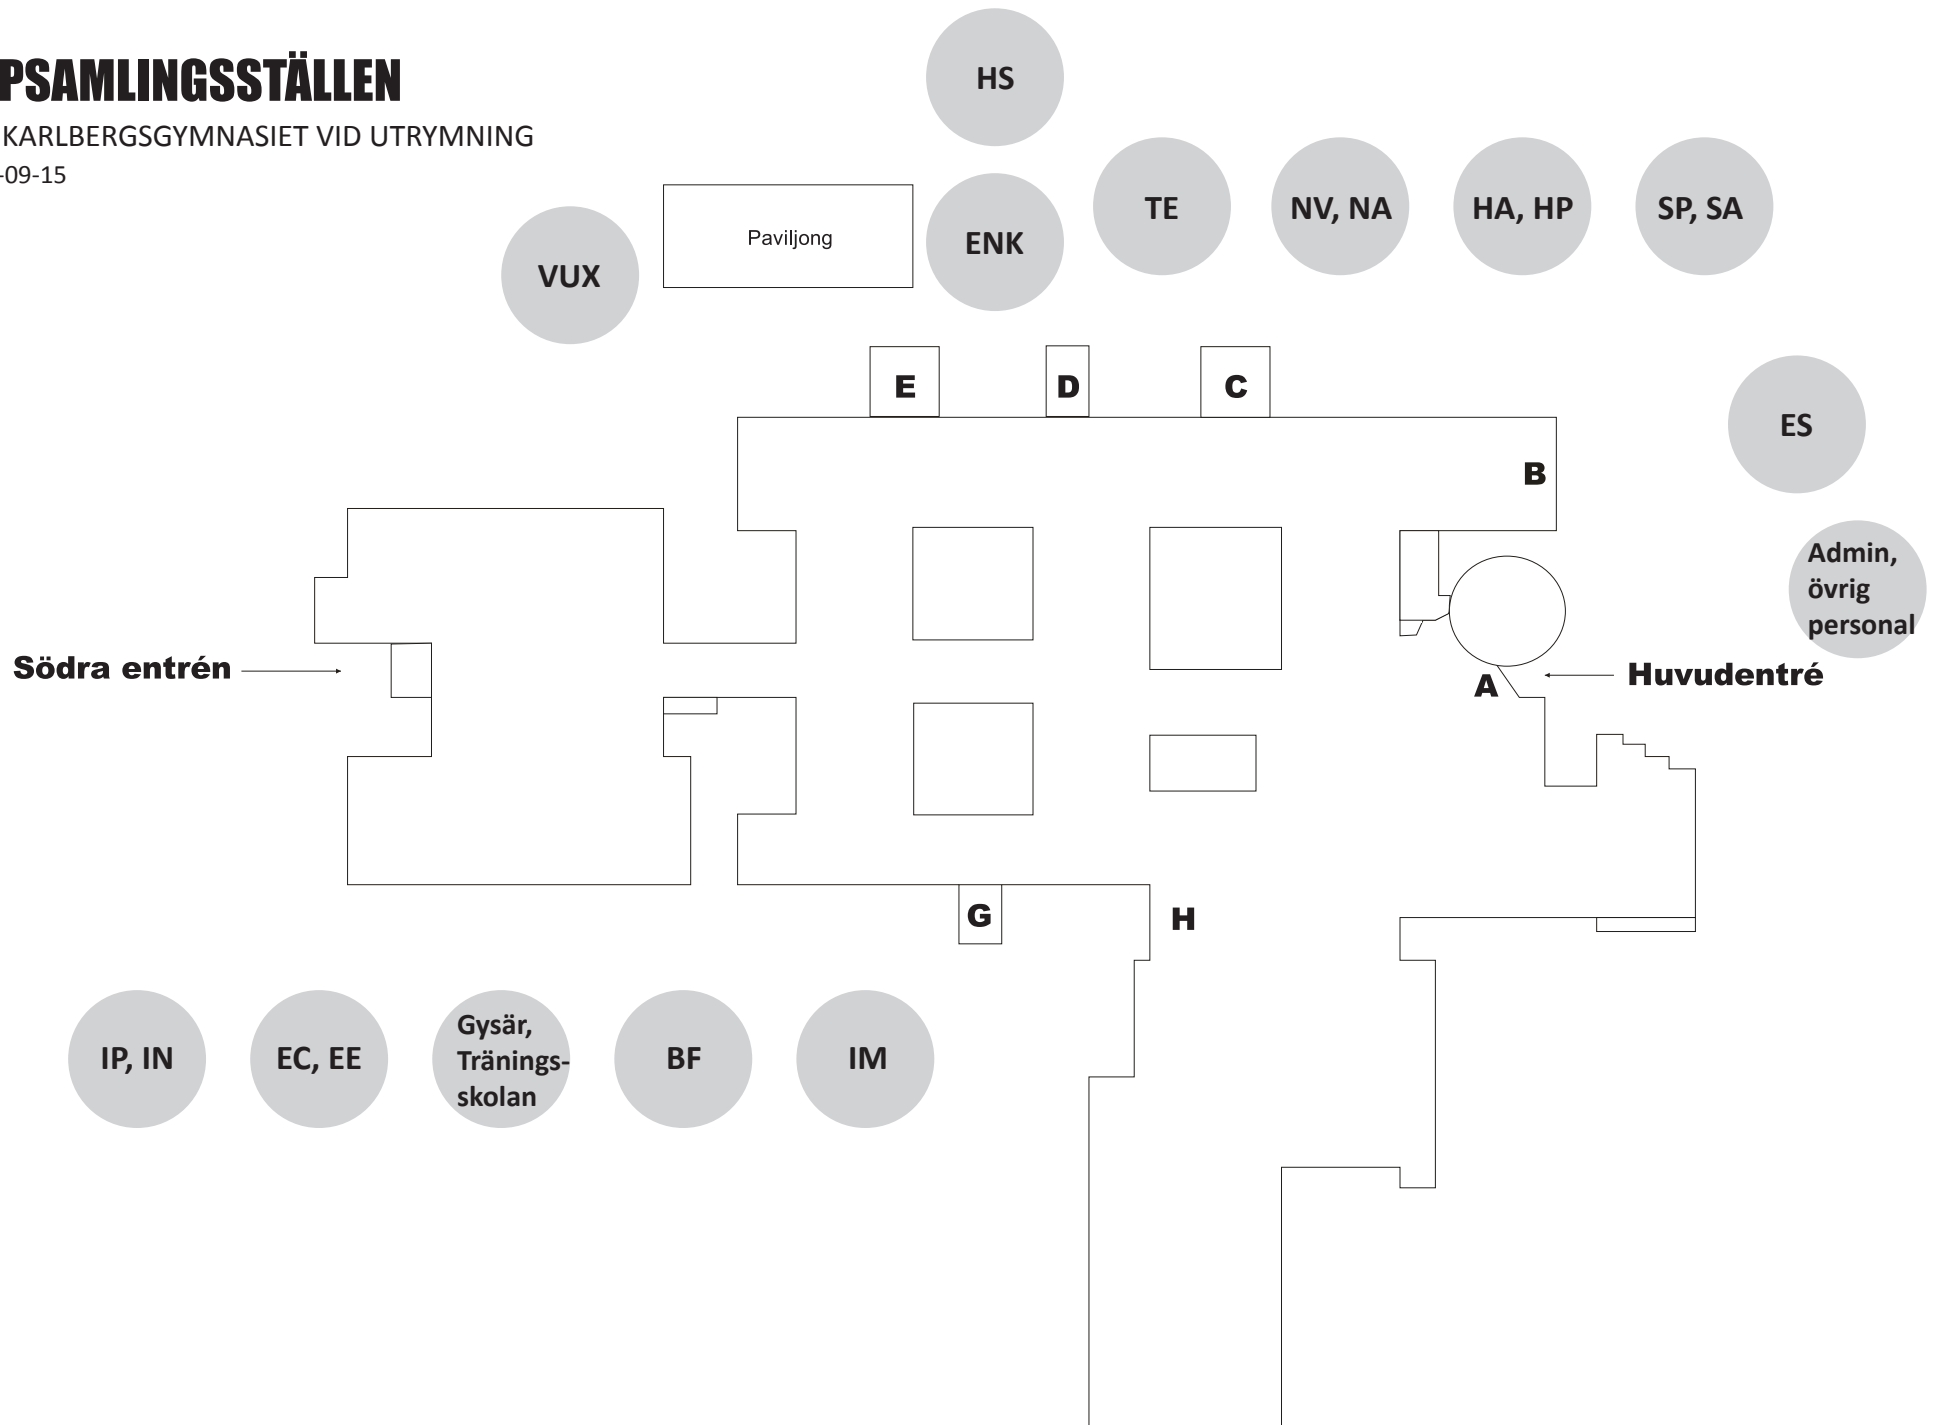 PSAMLINGSSTÄLLEN
KARLBERGSGYMNASIET VID UTRYMNING
-09-15
HS
TE
NV, NA
HA, HP
SP, SA
Paviljong
ENK
VUX
E
D
C
ES
B
Admin,
övrig
personal
Södra entrén
A
Huvudentré
G
H
IP, IN
EC, EE
Gysär,
Tränings-
skolan
BF
IM